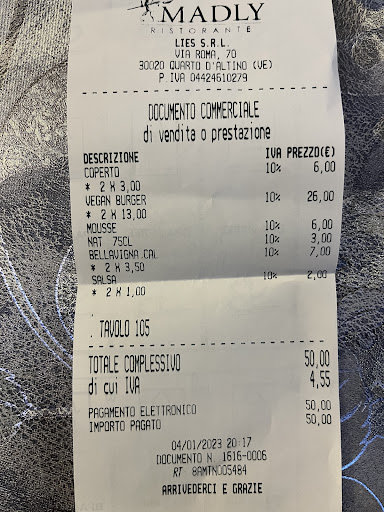 MADLY
RISTORANTE
LIES S.R.L.
VIA ROMA, 70
30020 QUARTO D'ALTINO (VE)
P.IVA 04424610279
DOCUMENTO COMMERCIALE
di vendita o prestazione
DESCRIZIONE IVA PREZZO(€)
COPERTO 10% 6,00
* 2 X 3,00
VEGAN BURGER 10% 26,00
* 2 X 13,00
MOUSSE 10% 6,00
NAT 75CL 10% 3,00
BELLAVIGNA.CAL 10% 7,00
* 2 X 3,50
SALSA 10% 2,00
* 2 X 1,00
. TAVOLO 105
TOTALE COMPLESSIVO 50,00
di cui IVA 4,55
PAGAMENTO ELETTRONICO 50,00
IMPORTO PAGATO 50,00
04/01/2023 20:17
DOCUMENTO N. 1616-0006
RT 8AMTN005484
ARRIVEDERCI E GRAZIE